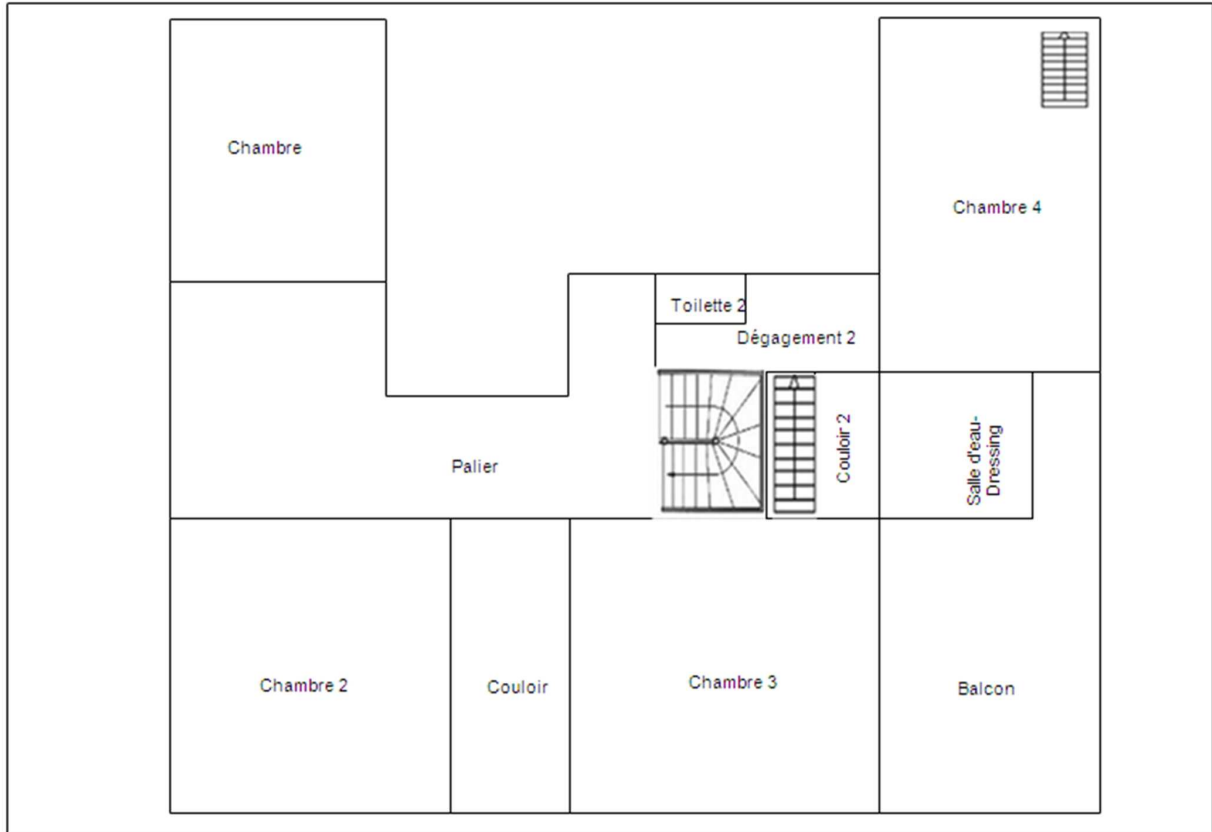 Chambre
Chambre 4
Toilette 2
Dégagement 2
Couloir 2
Salle d'eau-
Dressing
Palier
Chambre 2
Couloir
Chambre 3
Balcon